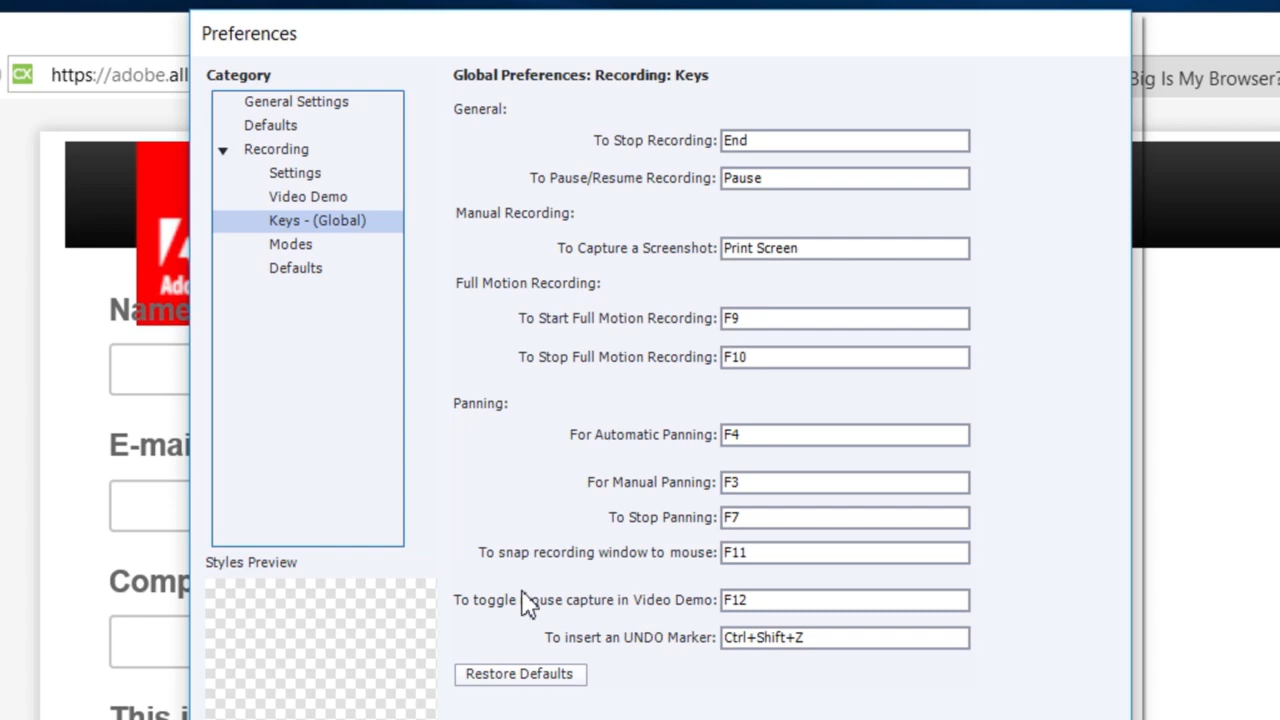 Preferences
https://adobe.all
Big Is My Browser?
Category
General Settings
Defaults
Recording
Settings
Video Demo
Keys - (Global)
Modes
Defaults
Styles Preview
Global Preferences: Recording: Keys
General:
To Stop Recording: End
To Pause/Resume Recording: Pause
Manual Recording:
To Capture a Screenshot: Print Screen
Full Motion Recording:
To Start Full Motion Recording: F9
To Stop Full Motion Recording: F10
Panning:
For Automatic Panning: F4
For Manual Panning: F3
To Stop Panning: F7
To snap recording window to mouse: F11
To toggle mouse capture in Video Demo: F12
To insert an UNDO Marker: Ctrl+Shift+Z
Restore Defaults
Ado
Name
E-mai
Comp
This i